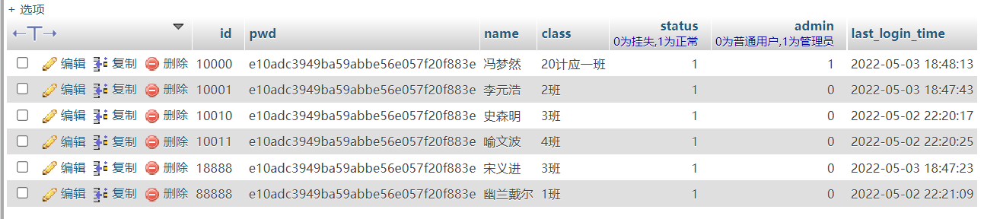 + 选项
←T→ id pwd name class status admin last_login_time
0为挂失,1为正常 0为普通用户,1为管理员
编辑 复制 删除 10000 e10adc3949ba59abbe56e057f20f883e 冯梦然 20计应一班 1 1 2022-05-03 18:48:13
编辑 复制 删除 10001 e10adc3949ba59abbe56e057f20f883e 李元浩 2班 1 0 2022-05-03 18:47:43
编辑 复制 删除 10010 e10adc3949ba59abbe56e057f20f883e 史森明 3班 1 0 2022-05-02 22:20:17
编辑 复制 删除 10011 e10adc3949ba59abbe56e057f20f883e 喻文波 4班 1 0 2022-05-02 22:20:25
编辑 复制 删除 18888 e10adc3949ba59abbe56e057f20f883e 宋义进 3班 1 0 2022-05-03 18:47:23
编辑 复制 删除 88888 e10adc3949ba59abbe56e057f20f883e 幽兰戴尔 1班 1 0 2022-05-02 22:21:09